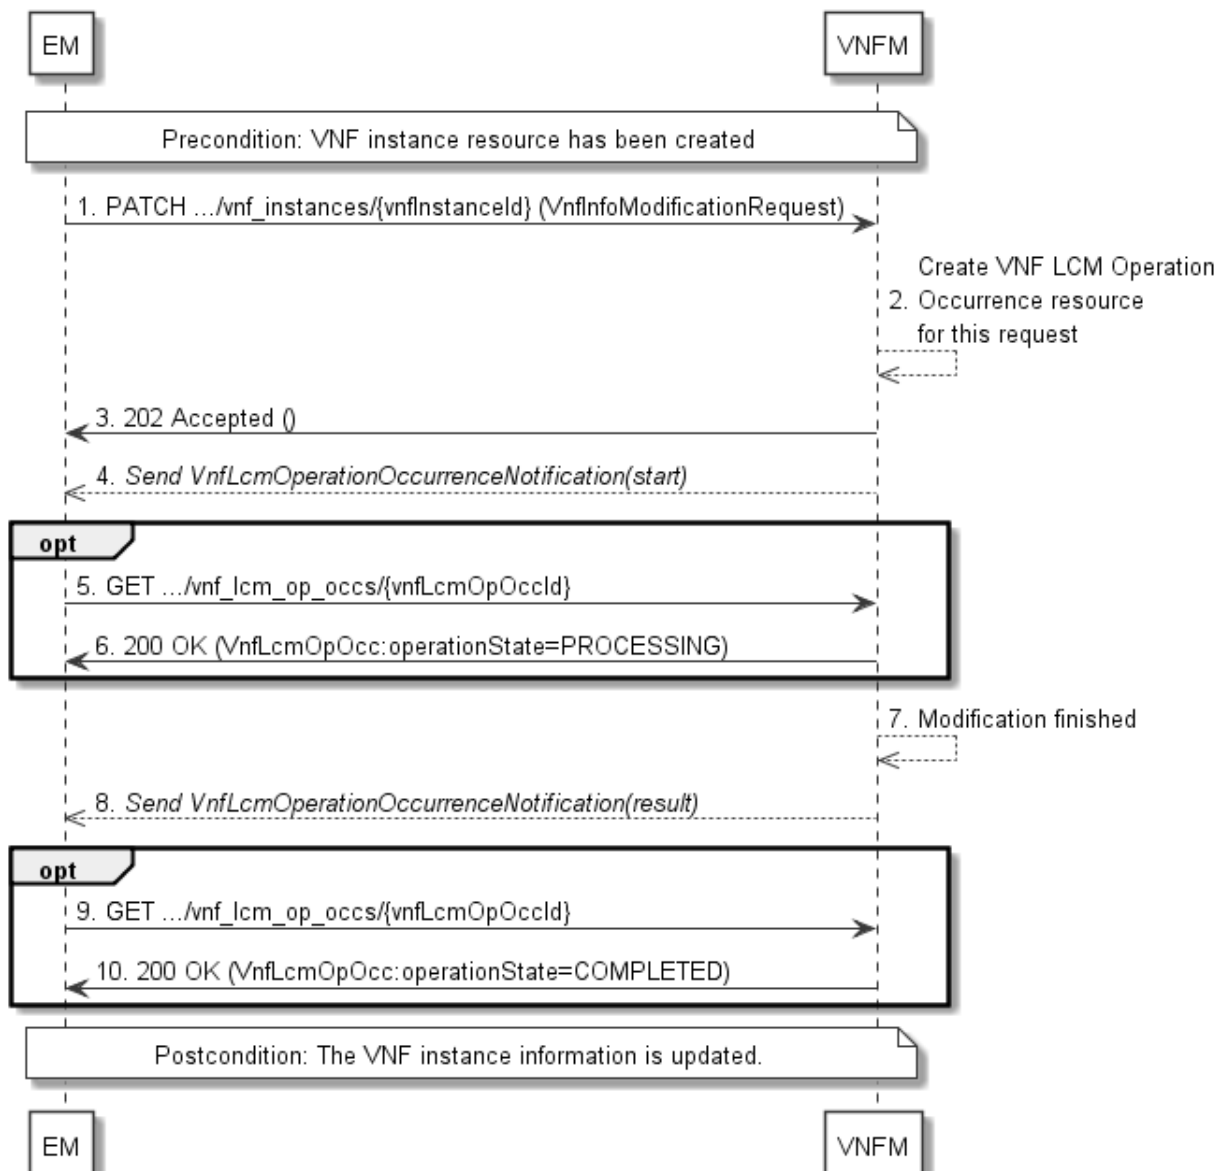 EM VNFM
Precondition: VNF instance resource has been created
1. PATCH .../vnf_instances/{vnfInstanceId} (VnfInfoModificationRequest)
Create VNF LCM Operation
2. Occurrence resource
for this request
3. 202 Accepted ()
4. Send VnfLcmOperationOccurrenceNotification(start)
opt
5. GET .../vnf_lcm_op_occs/{vnfLcmOpOccId}
6. 200 OK (VnfLcmOpOcc:operationState=PROCESSING)
7. Modification finished
8. Send VnfLcmOperationOccurrenceNotification(result)
opt
9. GET .../vnf_lcm_op_occs/{vnfLcmOpOccId}
10. 200 OK (VnfLcmOpOcc:operationState=COMPLETED)
Postcondition: The VNF instance information is updated.
EM VNFM